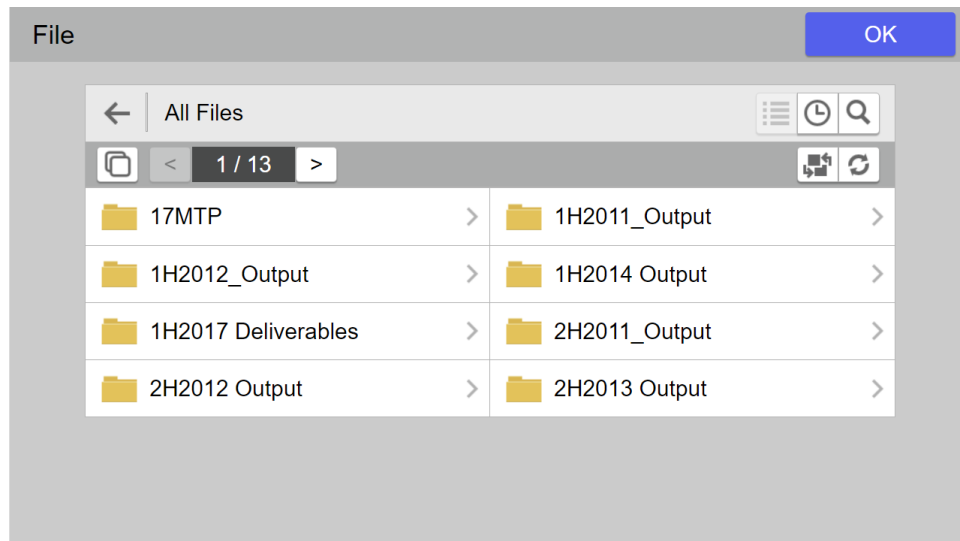 File
OK
All Files
< 1 / 13 >
17MTP
1H2011_Output
1H2012_Output
1H2014 Output
1H2017 Deliverables
2H2011_Output
2H2012 Output
2H2013 Output